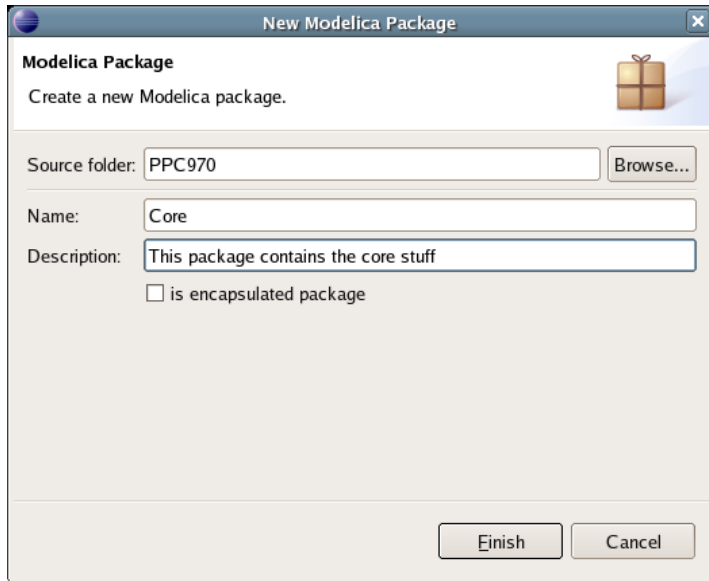 New Modelica Package
Modelica Package
Create a new Modelica package.
Source folder: PPC970 Browse...
Name: Core
Description: This package contains the core stuff
is encapsulated package
Finish Cancel